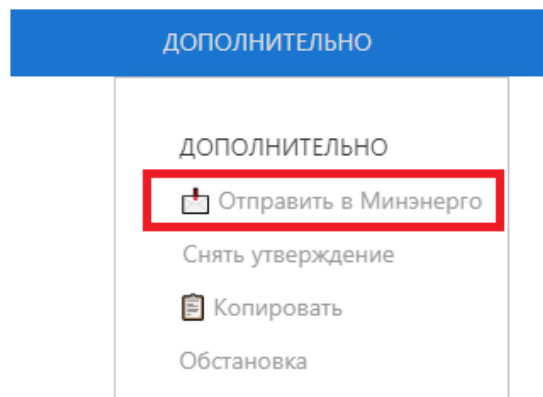 ДОПОЛНИТЕЛЬНО
ДОПОЛНИТЕЛЬНО
Отправить в Минэнерго
Снять утверждение
Копировать
Обстановка